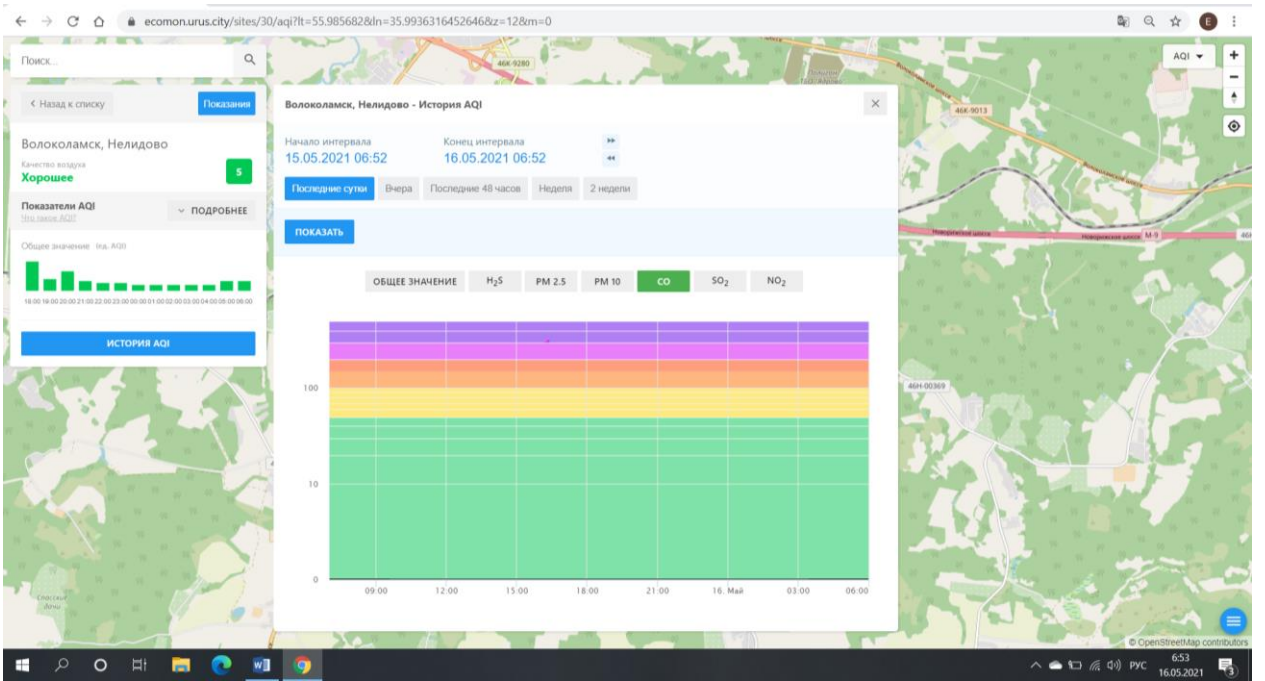 ecomon.urus.city/sites/30/aqi?lt=55.985682&ln=35.9936316452646&z=12&m=0
E
Поиск...
AQI
+
−
< Назад к списку
Показания
Волоколамск, Нелидово
Качество воздуха
Хорошее
5
Показатели AQI
Что такое AQI?
ПОДРОБНЕЕ
Общее значение (ед. AQI)
18:00 19:00 20:00 21:00 22:00 23:00 00:00 01:00 02:00 03:00 04:00 05:00 06:00
ИСТОРИЯ AQI
Волоколамск, Нелидово - История AQI
Начало интервала
Конец интервала
15.05.2021 06:52
16.05.2021 06:52
Последние сутки
Вчера
Последние 48 часов
Неделя
2 недели
ПОКАЗАТЬ
ОБЩЕЕ ЗНАЧЕНИЕ
H₂S
PM 2.5
PM 10
CO
SO₂
NO₂
100
10
0
09:00 12:00 15:00 18:00 21:00 16. Май 03:00 06:00
46К-9280
46К-9013
Волоколамское шоссе
Новорижское шоссе
Новорижское шоссе
М-9
46Н-00369
© OpenStreetMap contributors
РУС
6:53
16.05.2021
3